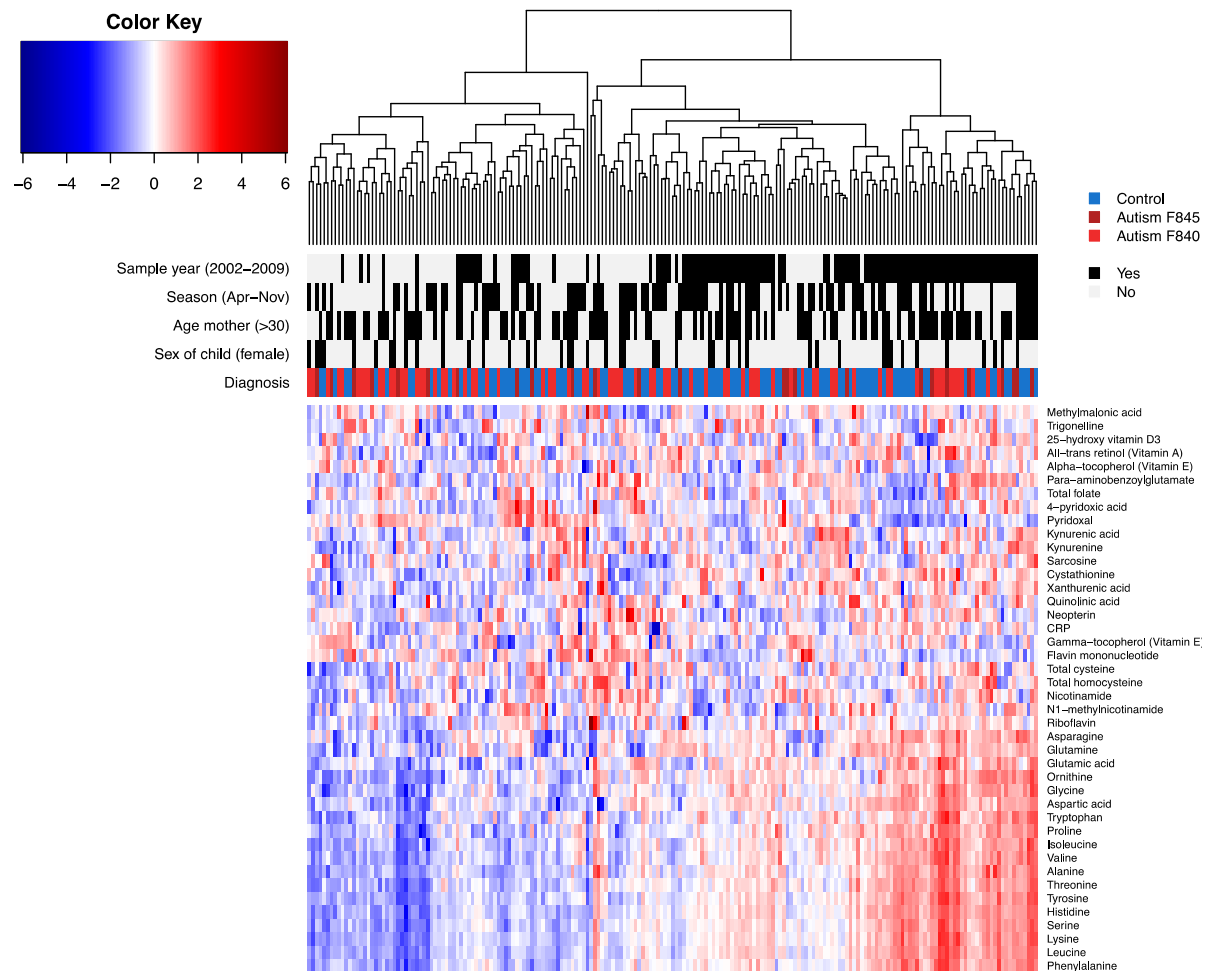 Color Key
−6 −4 −2 0 2 4 6
Control
Autism F845
Autism F840
Yes
No
Sample year (2002−2009)
Season (Apr−Nov)
Age mother (>30)
Sex of child (female)
Diagnosis
Methylmalonic acid
Trigonelline
25−hydroxy vitamin D3
All−trans retinol (Vitamin A)
Alpha−tocopherol (Vitamin E)
Para−aminobenzoylglutamate
Total folate
4−pyridoxic acid
Pyridoxal
Kynurenic acid
Kynurenine
Sarcosine
Cystathionine
Xanthurenic acid
Quinolinic acid
Neopterin
CRP
Gamma−tocopherol (Vitamin E
Flavin mononucleotide
Total cysteine
Total homocysteine
Nicotinamide
N1−methylnicotinamide
Riboflavin
Asparagine
Glutamine
Glutamic acid
Ornithine
Glycine
Aspartic acid
Tryptophan
Proline
Isoleucine
Valine
Alanine
Threonine
Tyrosine
Histidine
Serine
Lysine
Leucine
Phenylalanine